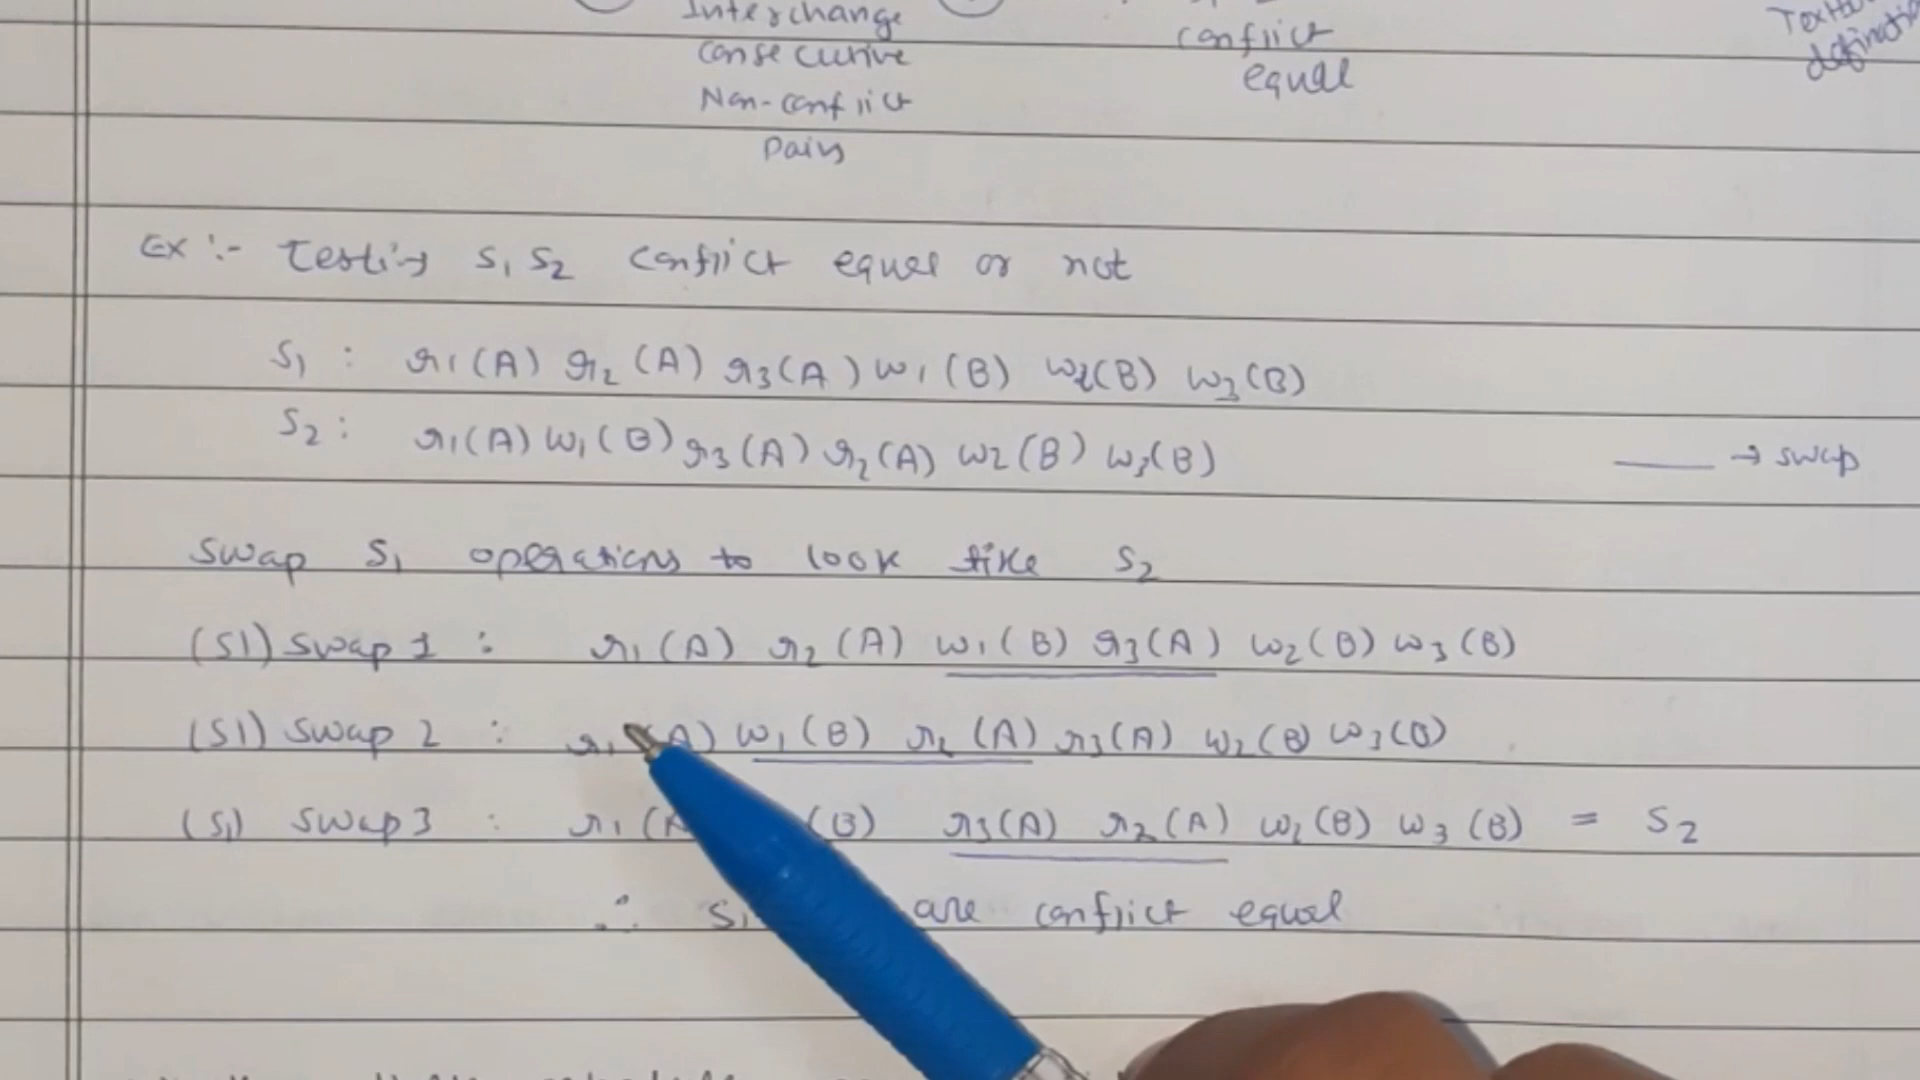 Interchange
Consecutive
Non-conflict
pairs
conflict
equal
Ex :- Testing S1 S2 conflict equal or not
S1 : r1(A) r2(A) r3(A) w1(B) w2(B) w3(B)
S2 : r1(A) w1(B) r3(A) r2(A) w2(B) w3(B)
→ swap
Swap S1 operations to look like S2
(S1) swap 1 : r1(A) r2(A) w1(B) r3(A) w2(B) w3(B)
(S1) swap 2 : r1(A) w1(B) r2(A) r3(A) w2(B) w3(B)
(S1) swap 3 : r1(A (B) r3(A) r2(A) w2(B) w3(B) = S2
∴ S1 are conflict equal